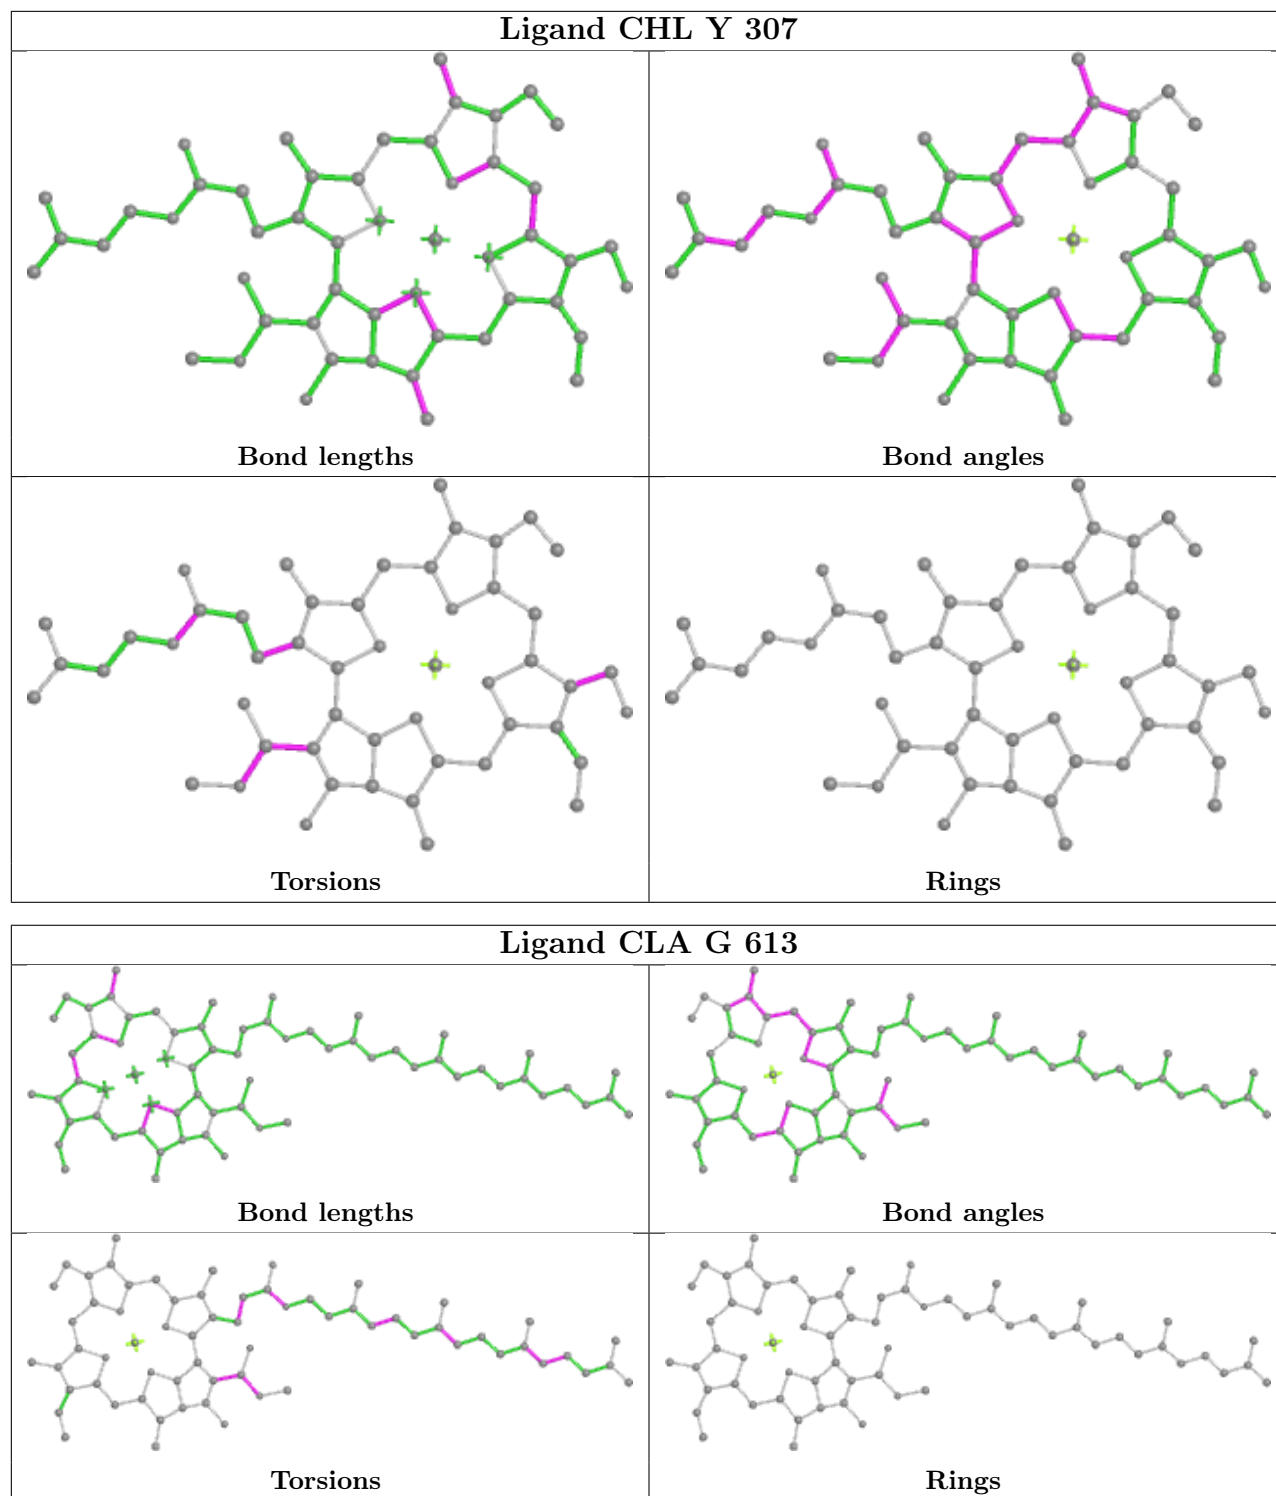 Ligand CHL Y 307
Bond lengths
Bond angles
Torsions
Rings
Ligand CLA G 613
Bond lengths
Bond angles
Torsions
Rings